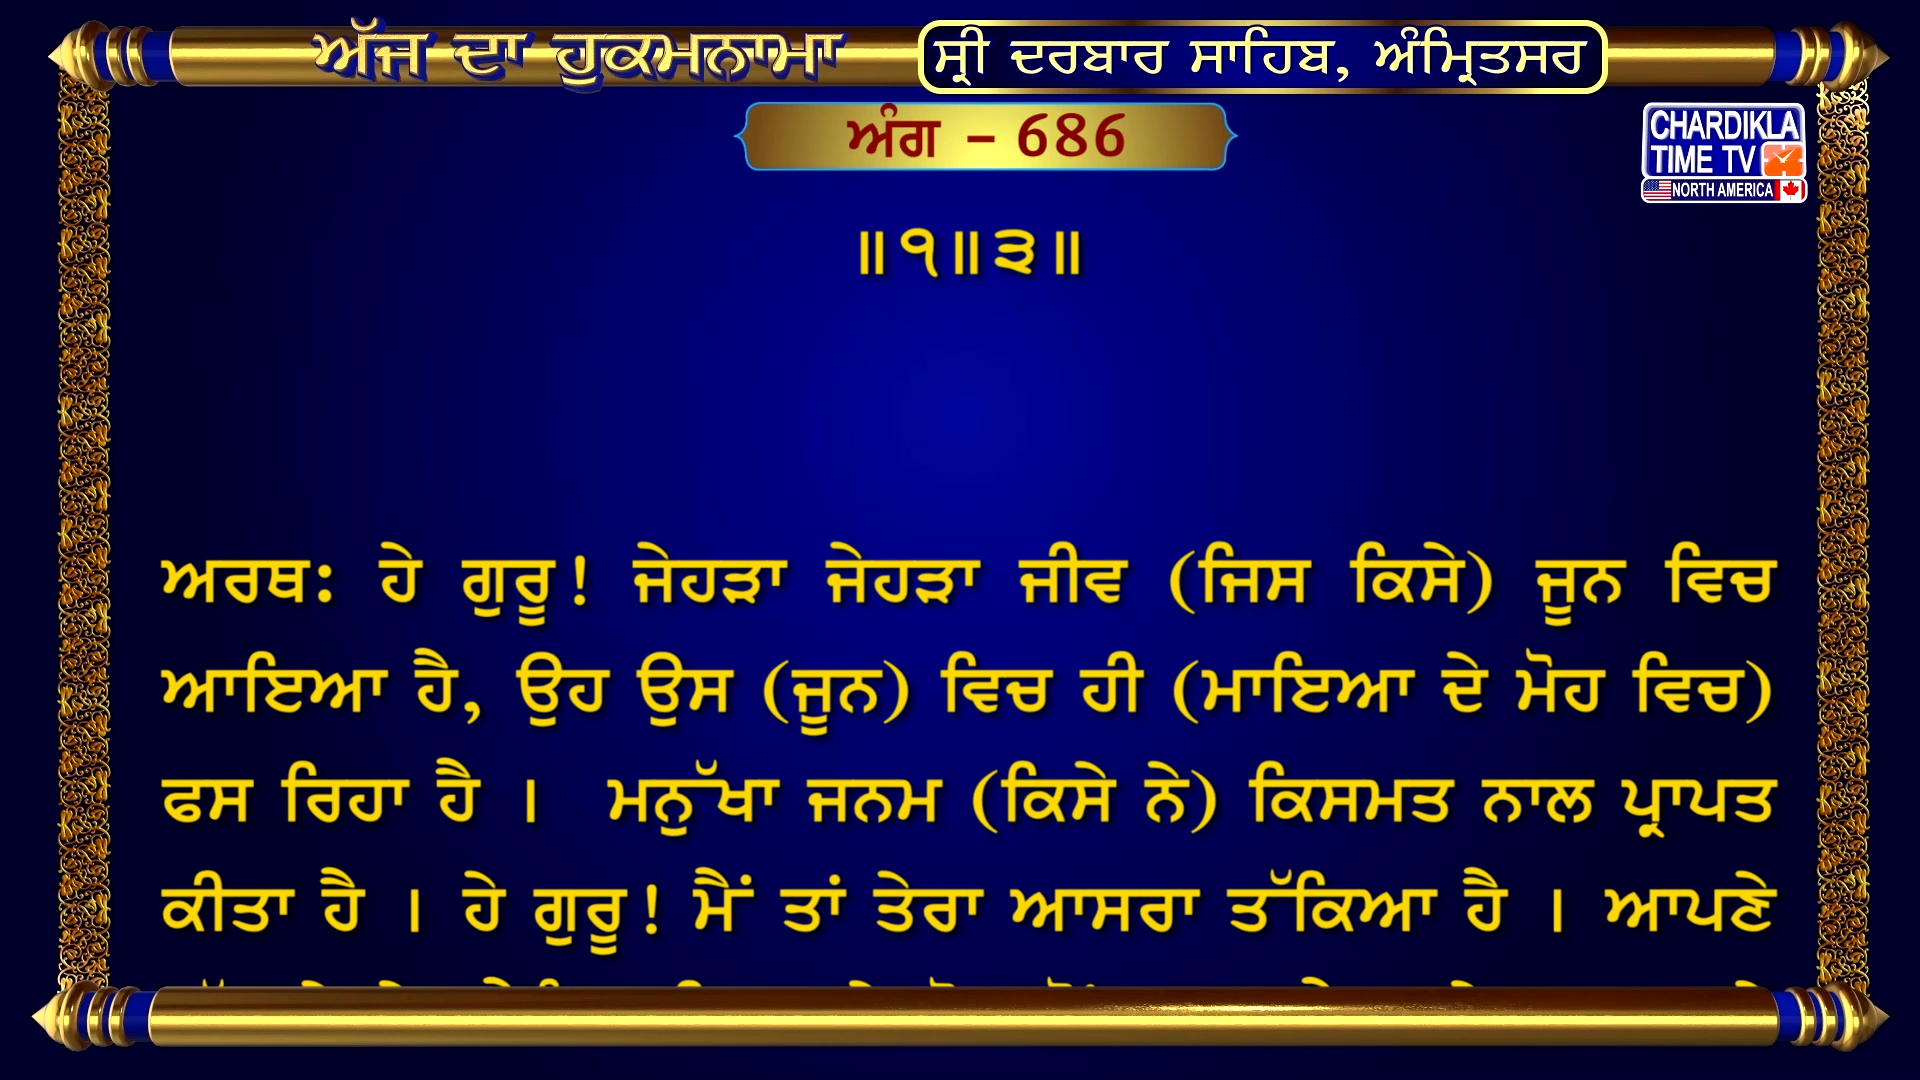 ਅੱਜ ਦਾ ਹੁਕਮਨਾਮਾ ਸ੍ਰੀ ਦਰਬਾਰ ਸਾਹਿਬ, ਅੰਮ੍ਰਿਤਸਰ
ਅੰਗ – 686
CHARDIKLA
TIME TV
NORTH AMERICA
॥੧॥੩॥
ਅਰਥ: ਹੇ ਗੁਰੂ! ਜੇਹੜਾ ਜੇਹੜਾ ਜੀਵ (ਜਿਸ ਕਿਸੇ) ਜੂਨ ਵਿਚ
ਆਇਆ ਹੈ, ਉਹ ਉਸ (ਜੂਨ) ਵਿਚ ਹੀ (ਮਾਇਆ ਦੇ ਮੋਹ ਵਿਚ)
ਫਸ ਰਿਹਾ ਹੈ । ਮਨੁੱਖਾ ਜਨਮ (ਕਿਸੇ ਨੇ) ਕਿਸਮਤ ਨਾਲ ਪ੍ਰਾਪਤ
ਕੀਤਾ ਹੈ । ਹੇ ਗੁਰੂ! ਮੈਂ ਤਾਂ ਤੇਰਾ ਆਸਰਾ ਤੱਕਿਆ ਹੈ । ਆਪਣੇ